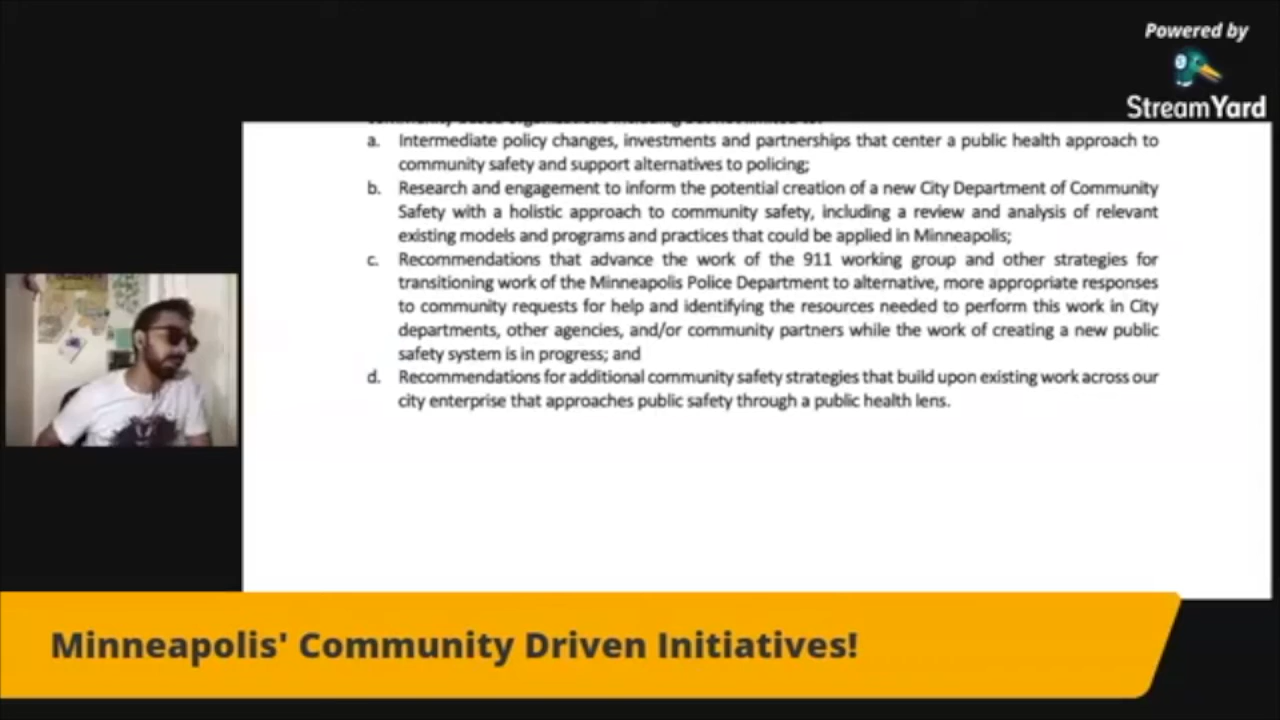 Powered by
StreamYard
a. Intermediate policy changes, investments and partnerships that center a public health approach to
community safety and support alternatives to policing;
b. Research and engagement to inform the potential creation of a new City Department of Community
Safety with a holistic approach to community safety, including a review and analysis of relevant
existing models and programs and practices that could be applied in Minneapolis;
c. Recommendations that advance the work of the 911 working group and other strategies for
transitioning work of the Minneapolis Police Department to alternative, more appropriate responses
to community requests for help and identifying the resources needed to perform this work in City
departments, other agencies, and/or community partners while the work of creating a new public
safety system is in progress; and
d. Recommendations for additional community safety strategies that build upon existing work across our
city enterprise that approaches public safety through a public health lens.
Minneapolis' Community Driven Initiatives!